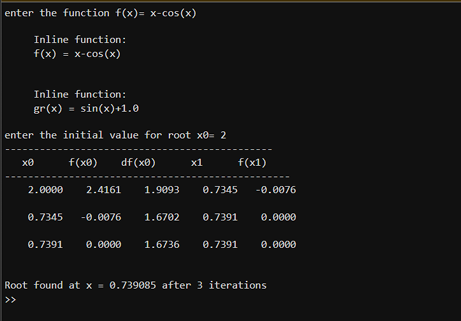 enter the function f(x)= x-cos(x)
Inline function:
f(x) = x-cos(x)
Inline function:
gr(x) = sin(x)+1.0
enter the initial value for root x0= 2
-----------------------------------------------
x0 f(x0) df(x0) x1 f(x1)
--------------------------------------------------
2.0000 2.4161 1.9093 0.7345 -0.0076
0.7345 -0.0076 1.6702 0.7391 0.0000
0.7391 0.0000 1.6736 0.7391 0.0000
Root found at x = 0.739085 after 3 iterations
>>